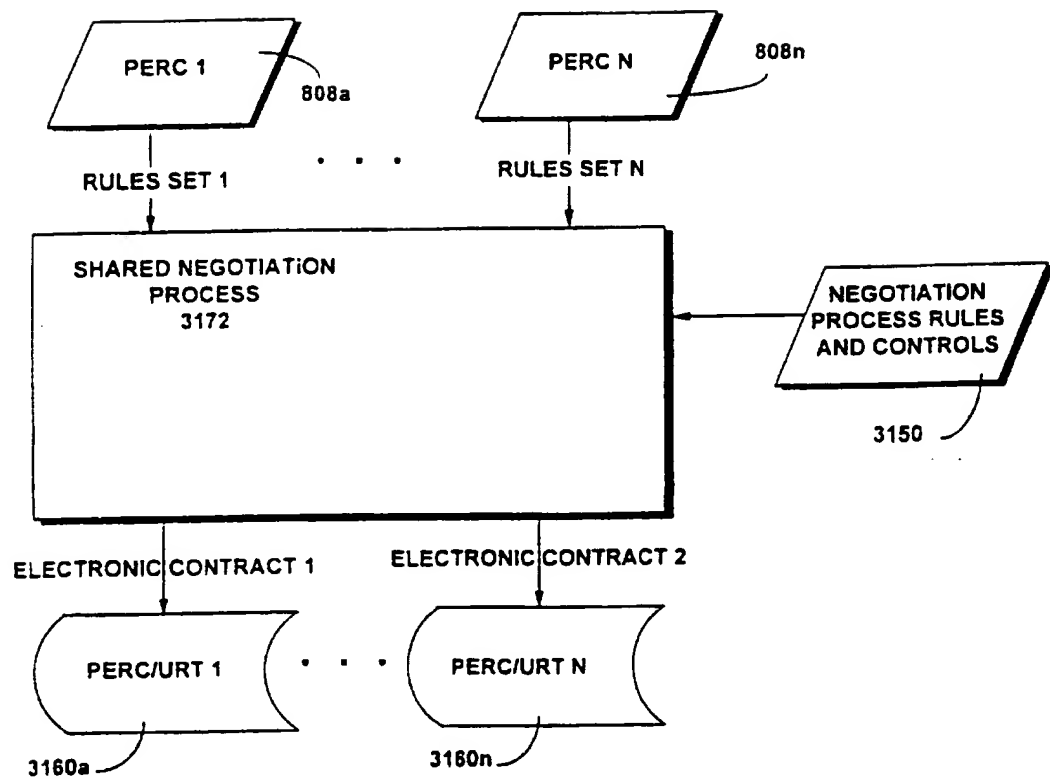 PERC 1
808a
PERC N
808n
RULES SET 1
RULES SET N
SHARED NEGOTIATiON
PROCESS
3172
NEGOTIATION
PROCESS RULES
AND CONTROLS
3150
ELECTRONIC CONTRACT 1
ELECTRONIC CONTRACT 2
PERC/URT 1
PERC/URT N
3160a
3160n